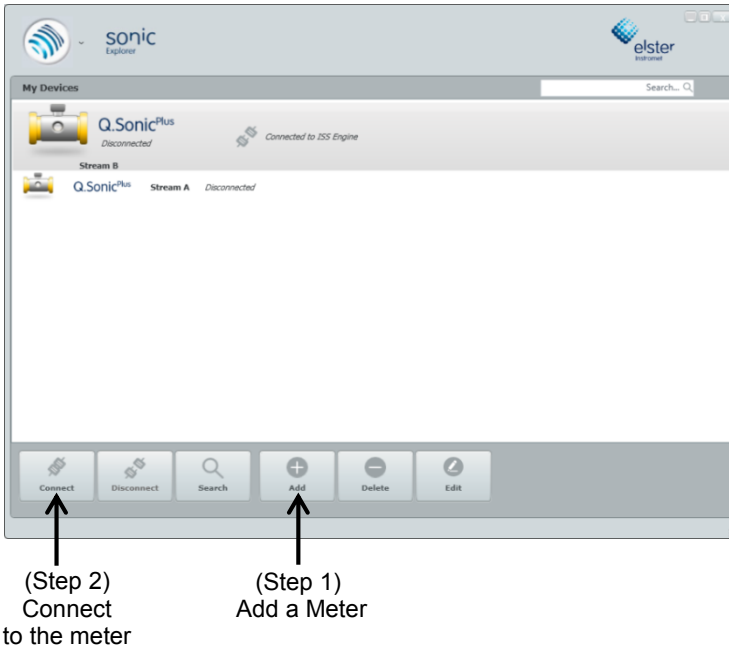 sonic
Explorer
elster
Instromet
My Devices
Search...
Q.SonicPlus
Disconnected
Connected to ISS Engine
Stream B
Q.SonicPlus Stream A Disconnected
Connect Disconnect Search Add Delete Edit
(Step 2)
Connect
to the meter
(Step 1)
Add a Meter